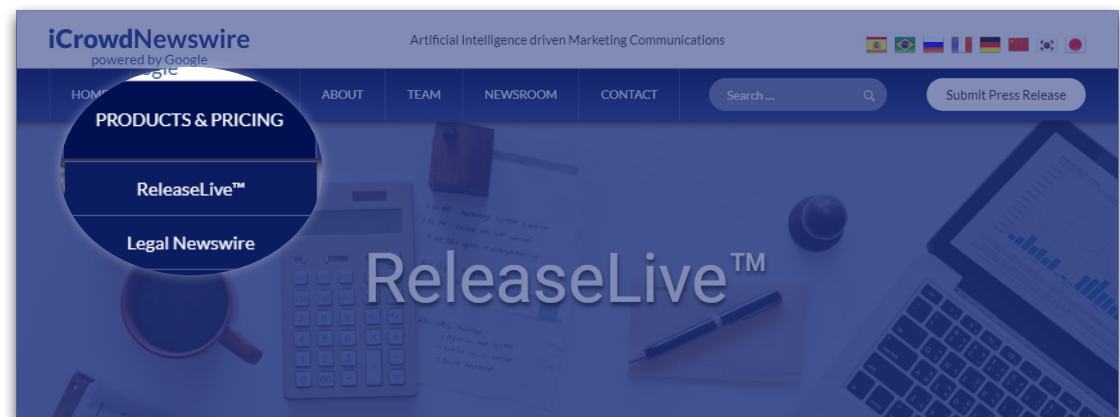 iCrowdNewswire
powered by Google
Artificial Intelligence driven Marketing Communications
ABOUT
TEAM
NEWSROOM
CONTACT
Search ...
Submit Press Release
PRODUCTS & PRICING
ReleaseLive™
Legal Newswire
ReleaseLive™